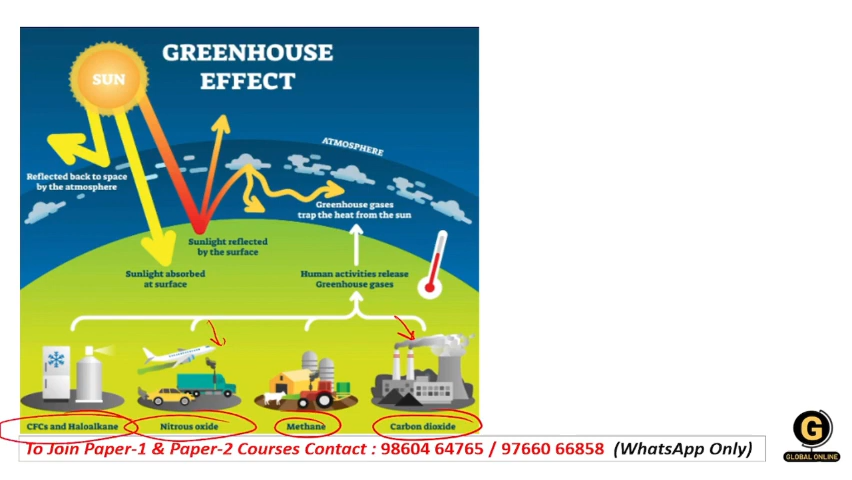 GREENHOUSE
EFFECT
SUN
ATMOSPHERE
Reflected back to space
by the atmosphere
Greenhouse gases
trap the heat from the sun
Sunlight reflected
by the surface
Sunlight absorbed
at surface
Human activities release
Greenhouse gases
CFCs and Haloalkane
Nitrous oxide
Methane
Carbon dioxide
To Join Paper-1 & Paper-2 Courses Contact : 98604 64765 / 97660 66858 (WhatsApp Only)
G
GLOBAL ONLINE